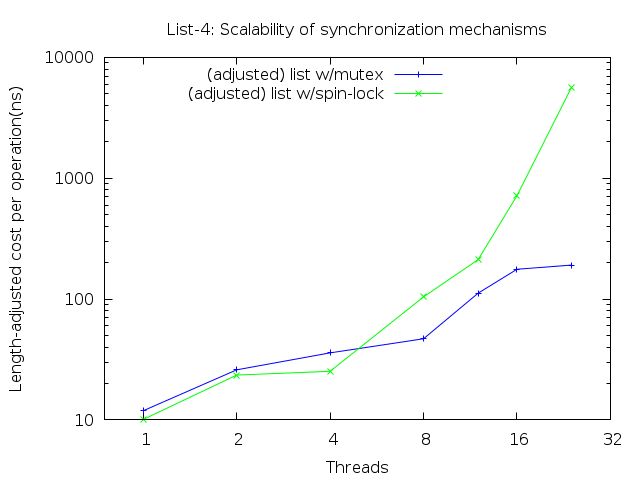 List-4: Scalability of synchronization mechanisms
10000
1000
100
10
Length-adjusted cost per operation(ns)
(adjusted) list w/mutex
(adjusted) list w/spin-lock
1 2 4 8 16 32
Threads